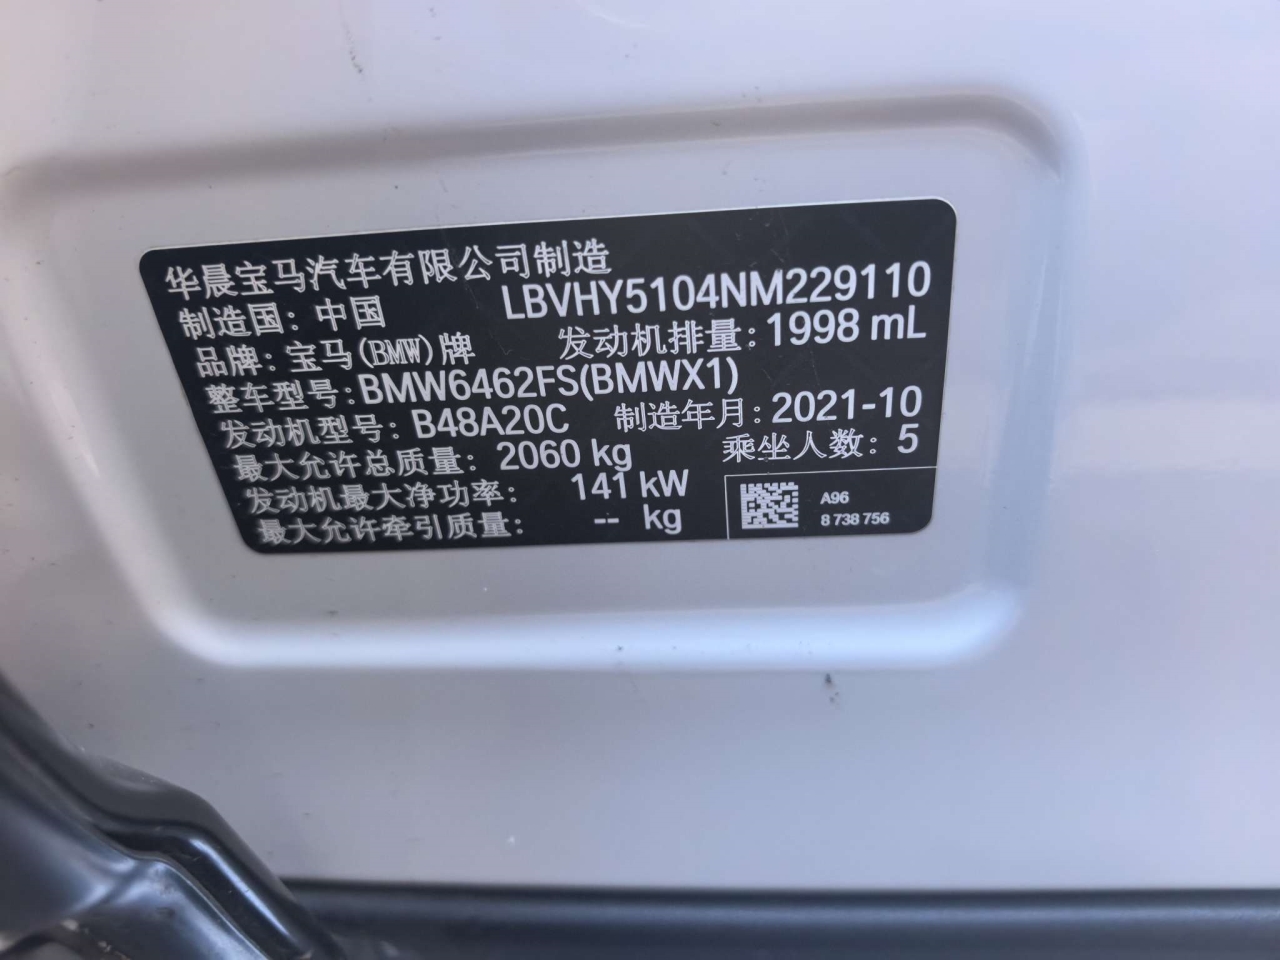 华晨宝马汽车有限公司制造
制造国：中国 LBVHY5104NM229110
品牌：宝马(BMW)牌 发动机排量：1998 mL
整车型号：BMW6462FS(BMWX1)
发动机型号：B48A20C 制造年月：2021-10
最大允许总质量：2060 kg 乘坐人数：5
发动机最大净功率：141 kW
最大允许牵引质量：-- kg
A96
8 738 756